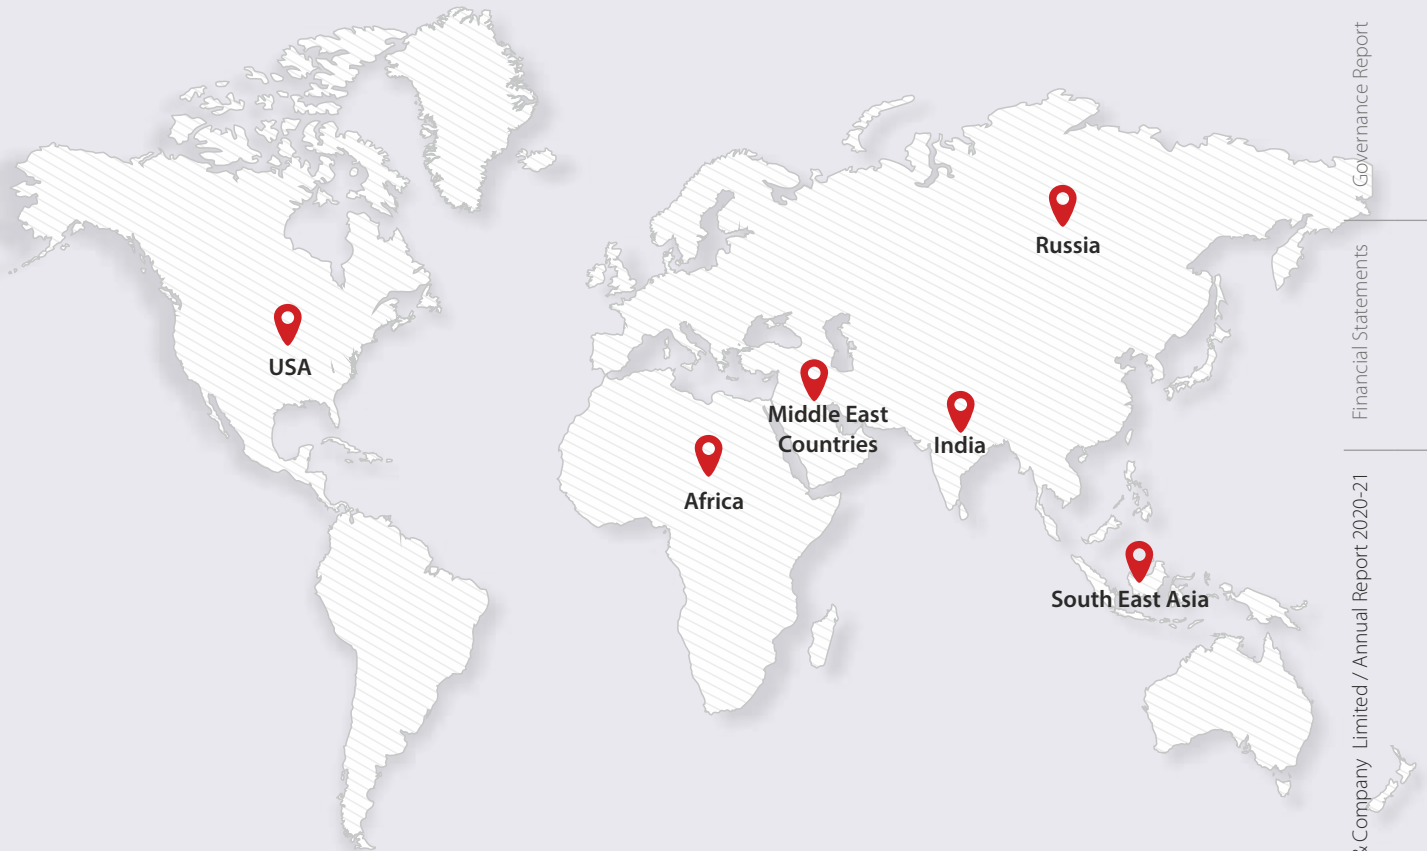 Governance Report
Russia
Financial Statements
USA
Middle East
Countries
India
Africa
South East Asia
& Company Limited / Annual Report 2020-21